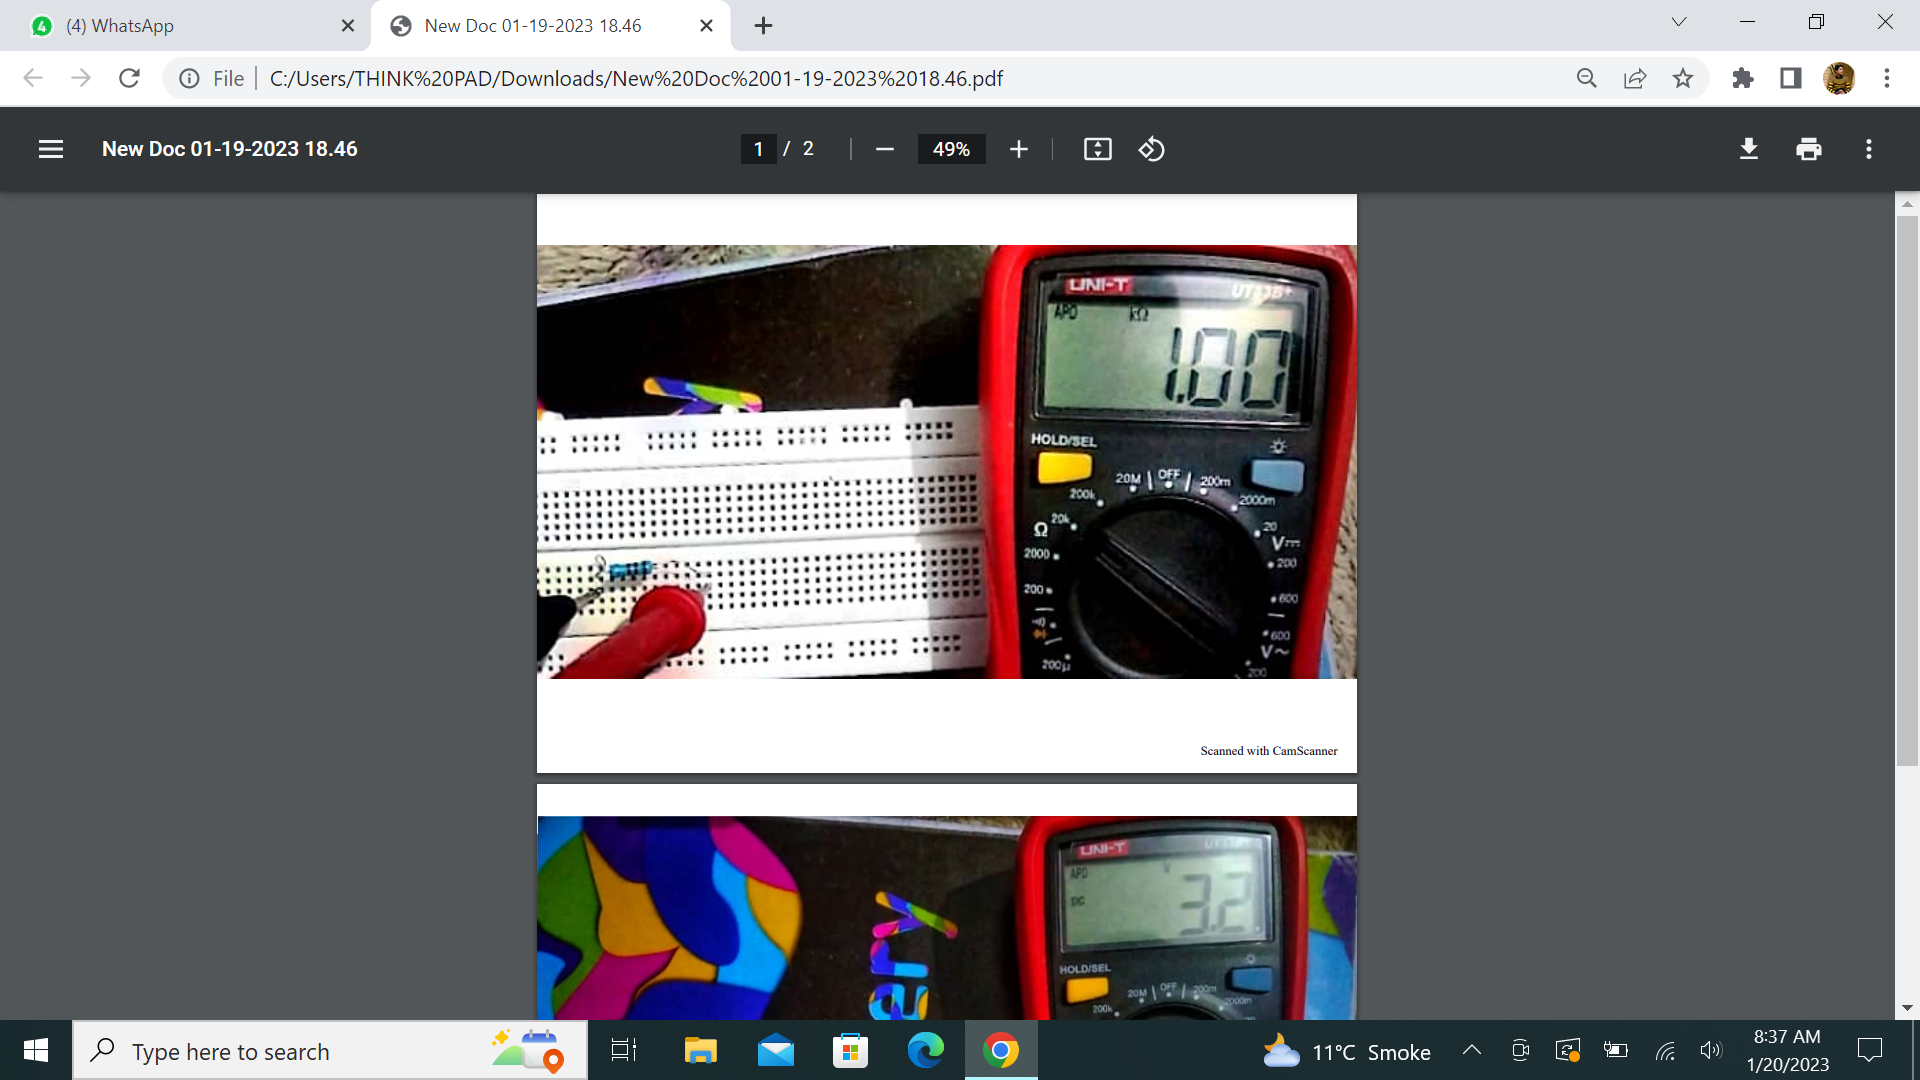 (4) WhatsApp
New Doc 01-19-2023 18.46
File
C:/Users/THINK%20PAD/Downloads/New%20Doc%2001-19-2023%2018.46.pdf
New Doc 01-19-2023 18.46
1 / 2
49%
UNI-T
APO
kΩ
1.00
HOLD/SEL
20M
OFF
200m
200k
2000m
20k
20
Ω
V
2000
200
200
600
600
V~
200µ
200
Scanned with CamScanner
UNI-T
APO
V
DC
3.2
ery
HOLD/SEL
20M
OFF
200m
200k
2000m
Type here to search
11°C Smoke
8:37 AM
1/20/2023